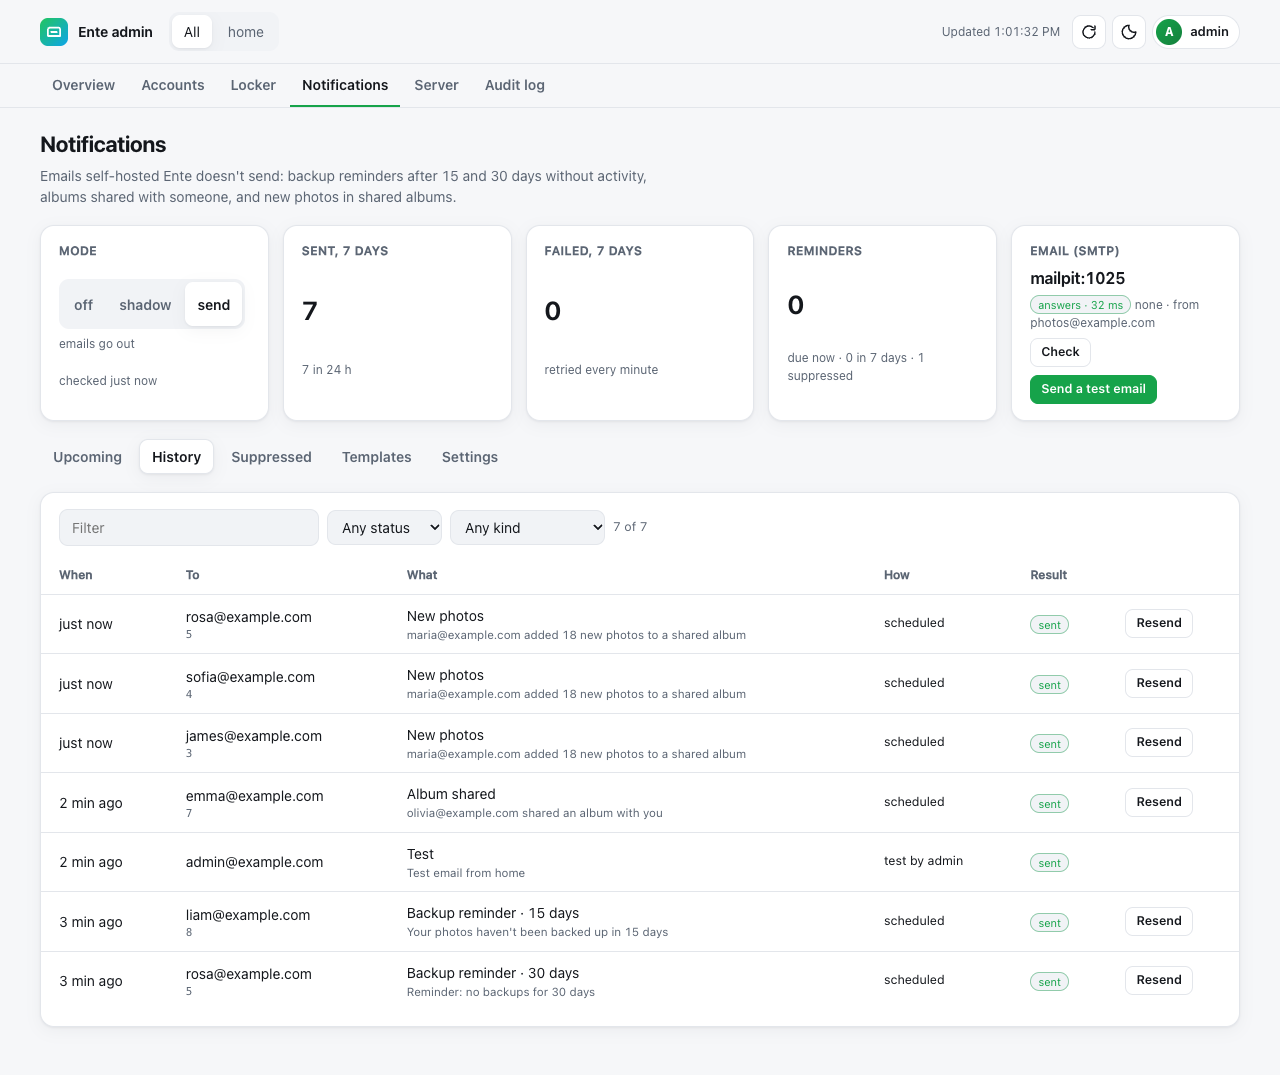 Ente admin All home Updated 1:01:32 PM A admin
Overview Accounts Locker Notifications Server Audit log
Notifications
Emails self-hosted Ente doesn't send: backup reminders after 15 and 30 days without activity,
albums shared with someone, and new photos in shared albums.
MODE
off shadow send
emails go out
checked just now
SENT, 7 DAYS
7
7 in 24 h
FAILED, 7 DAYS
0
retried every minute
REMINDERS
0
due now · 0 in 7 days · 1
suppressed
EMAIL (SMTP)
mailpit:1025
answers · 32 ms none · from
photos@example.com
Check
Send a test email
Upcoming History Suppressed Templates Settings
Filter Any status Any kind 7 of 7
When To What How Result
just now rosa@example.com New photos scheduled sent Resend
5 maria@example.com added 18 new photos to a shared album
just now sofia@example.com New photos scheduled sent Resend
4 maria@example.com added 18 new photos to a shared album
just now james@example.com New photos scheduled sent Resend
3 maria@example.com added 18 new photos to a shared album
2 min ago emma@example.com Album shared scheduled sent Resend
7 olivia@example.com shared an album with you
2 min ago admin@example.com Test test by admin sent
Test email from home
3 min ago liam@example.com Backup reminder · 15 days scheduled sent Resend
8 Your photos haven't been backed up in 15 days
3 min ago rosa@example.com Backup reminder · 30 days scheduled sent Resend
5 Reminder: no backups for 30 days